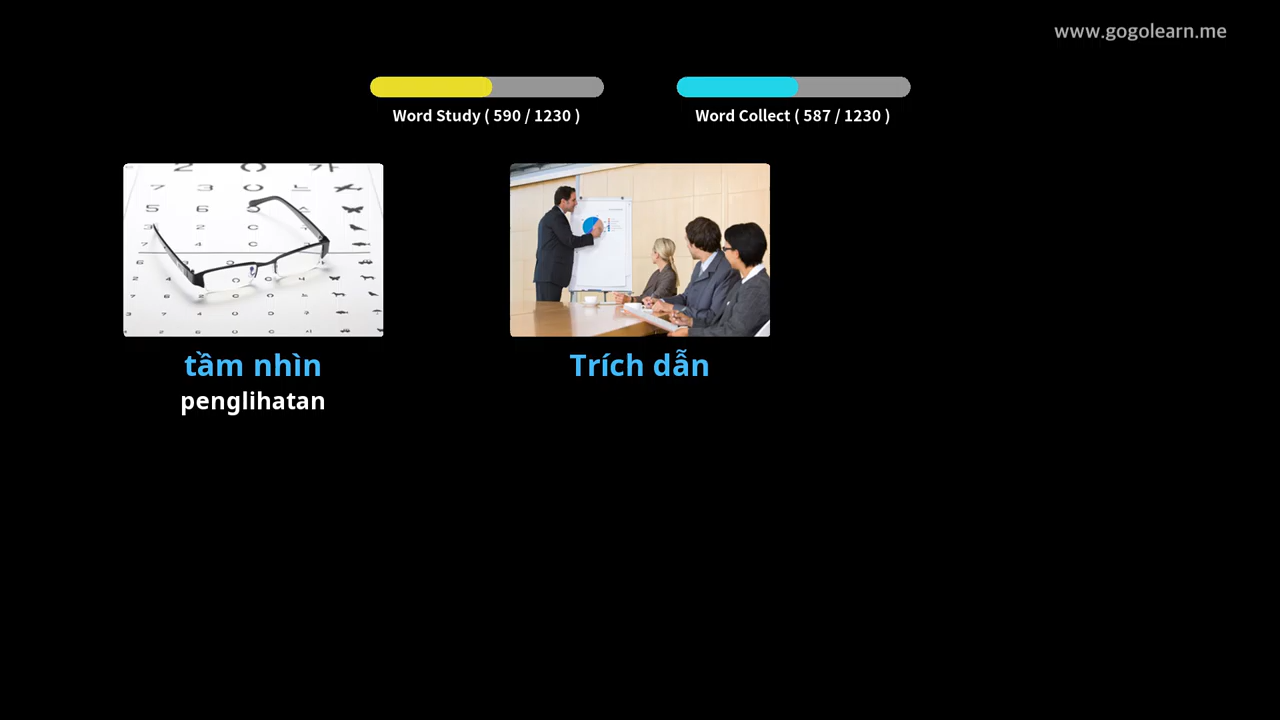 www.gogolearn.me
Word Study ( 590 / 1230 )
Word Collect ( 587 / 1230 )
tầm nhìn
penglihatan
Trích dẫn